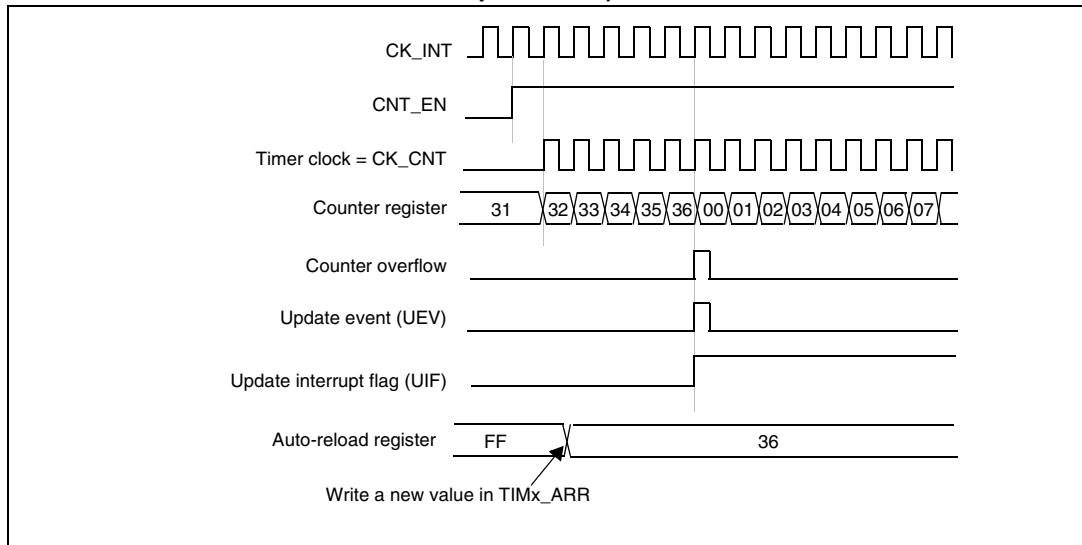 CK_INT
CNT_EN
Timer clock = CK_CNT
Counter register 31 32 33 34 35 36 00 01 02 03 04 05 06 07
Counter overflow
Update event (UEV)
Update interrupt flag (UIF)
Auto-reload register FF 36
Write a new value in TIMx_ARR